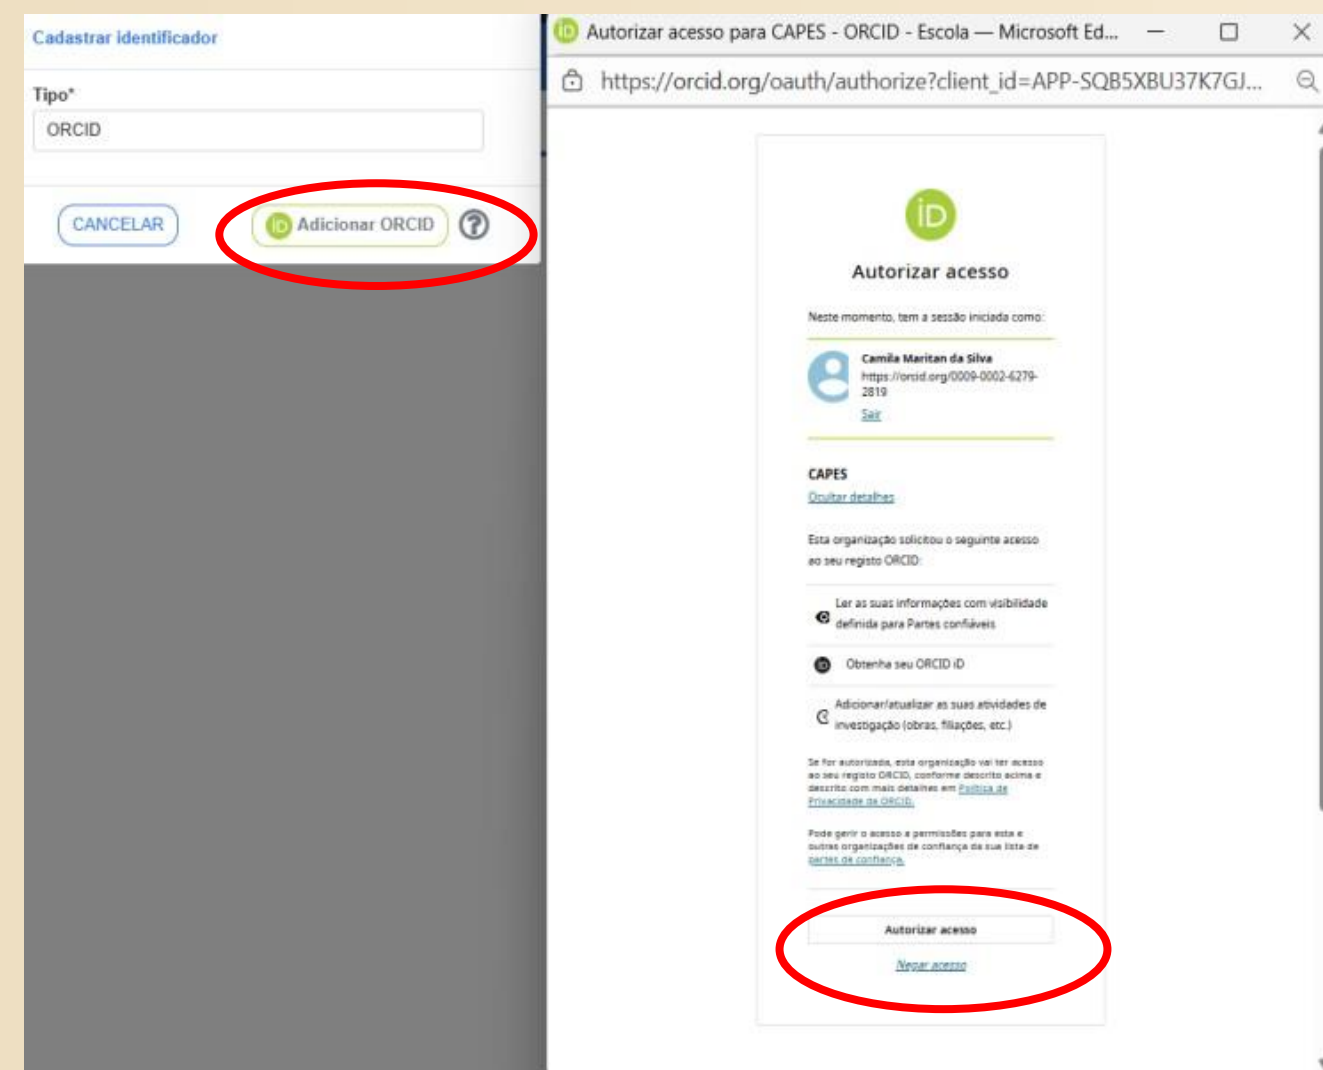 Cadastrar identificador
Tipo*
ORCID
CANCELAR
iD Adicionar ORCID ?
iD Autorizar acesso para CAPES - ORCID - Escola — Microsoft Ed...
https://orcid.org/oauth/authorize?client_id=APP-SQB5XBU37K7GJ...
iD
Autorizar acesso
Neste momento, tem a sessão iniciada como:
Camila Maritan da Silva
https://orcid.org/0009-0002-6279-
2819
Sair
CAPES
Ocultar detalhes
Esta organização solicitou o seguinte acesso
ao seu registo ORCID:
Ler as suas informações com visibilidade
definida para Partes confiáveis
iD Obtenha seu ORCID iD
Adicionar/atualizar as suas atividades de
investigação (obras, filiações, etc.)
Se for autorizada, esta organização vai ter acesso
ao seu registo ORCID, conforme descrito acima e
descrito com mais detalhes em Política de
Privacidade da ORCID.
Pode gerir o acesso a permissões para esta e
outras organizações de confiança da sua lista de
partes de confiança.
Autorizar acesso
Negar acesso